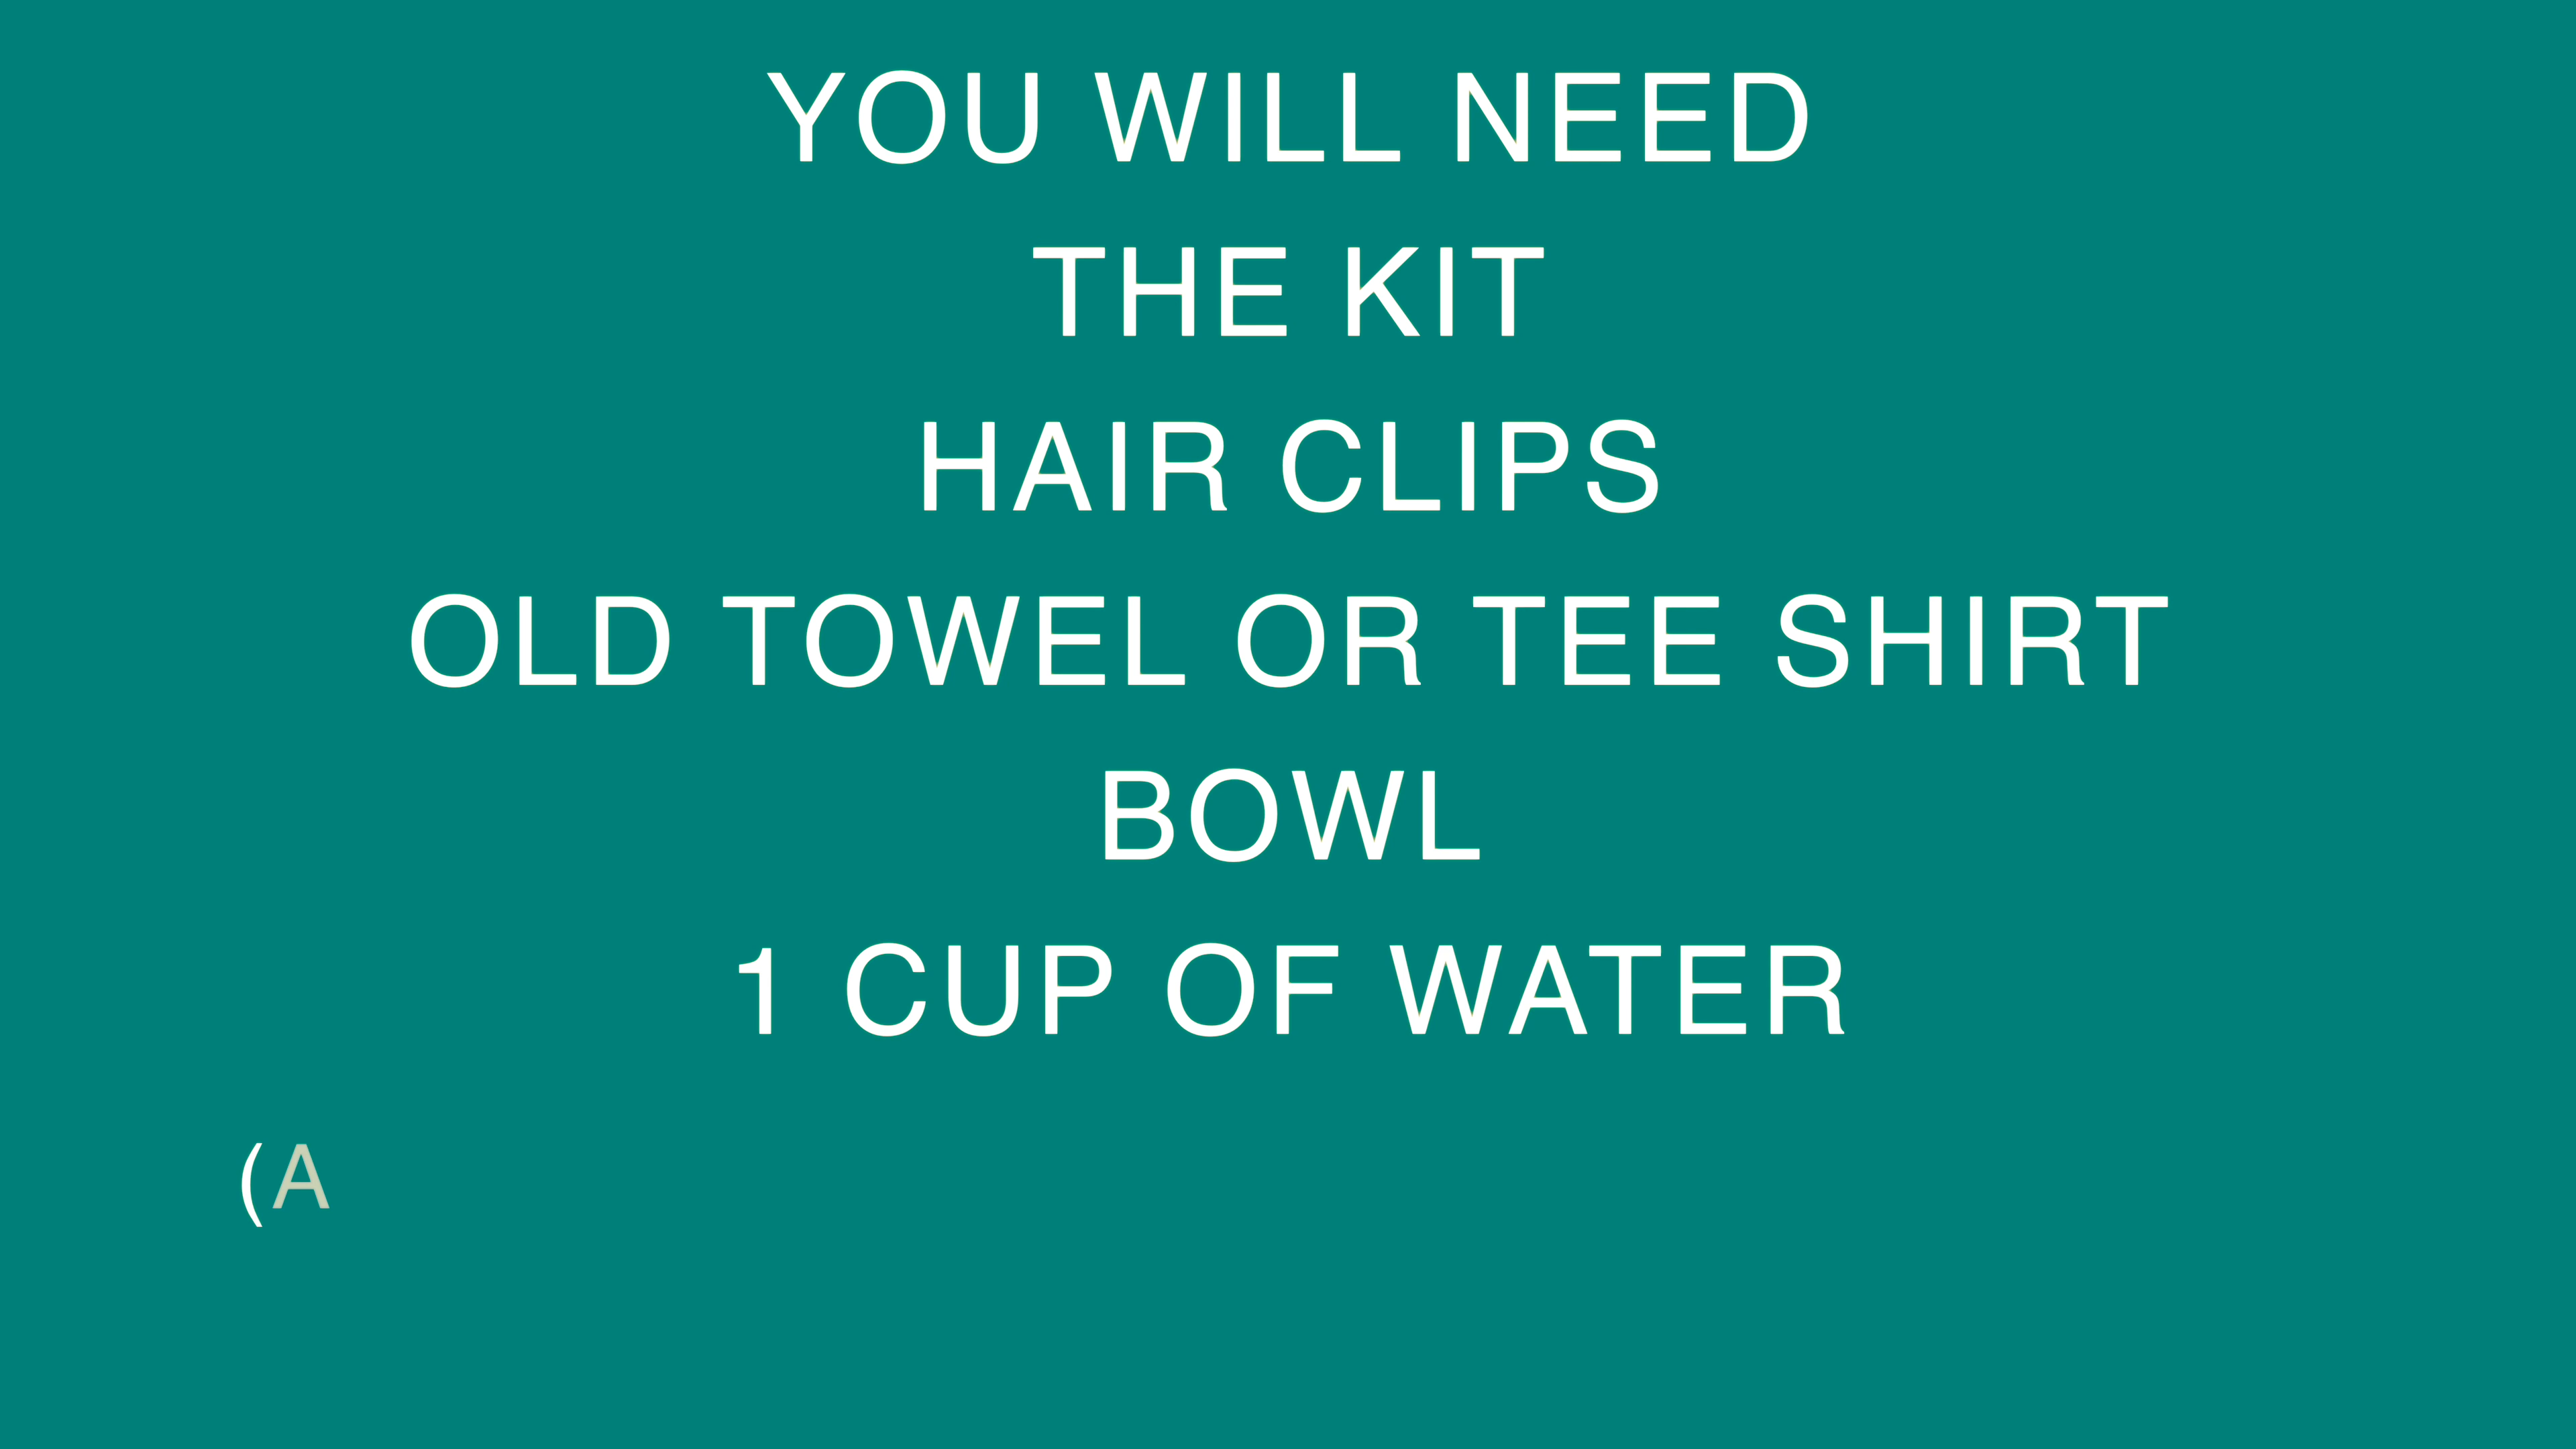 YOU WILL NEED
THE KIT
HAIR CLIPS
OLD TOWEL OR TEE SHIRT
BOWL
1 CUP OF WATER
(A